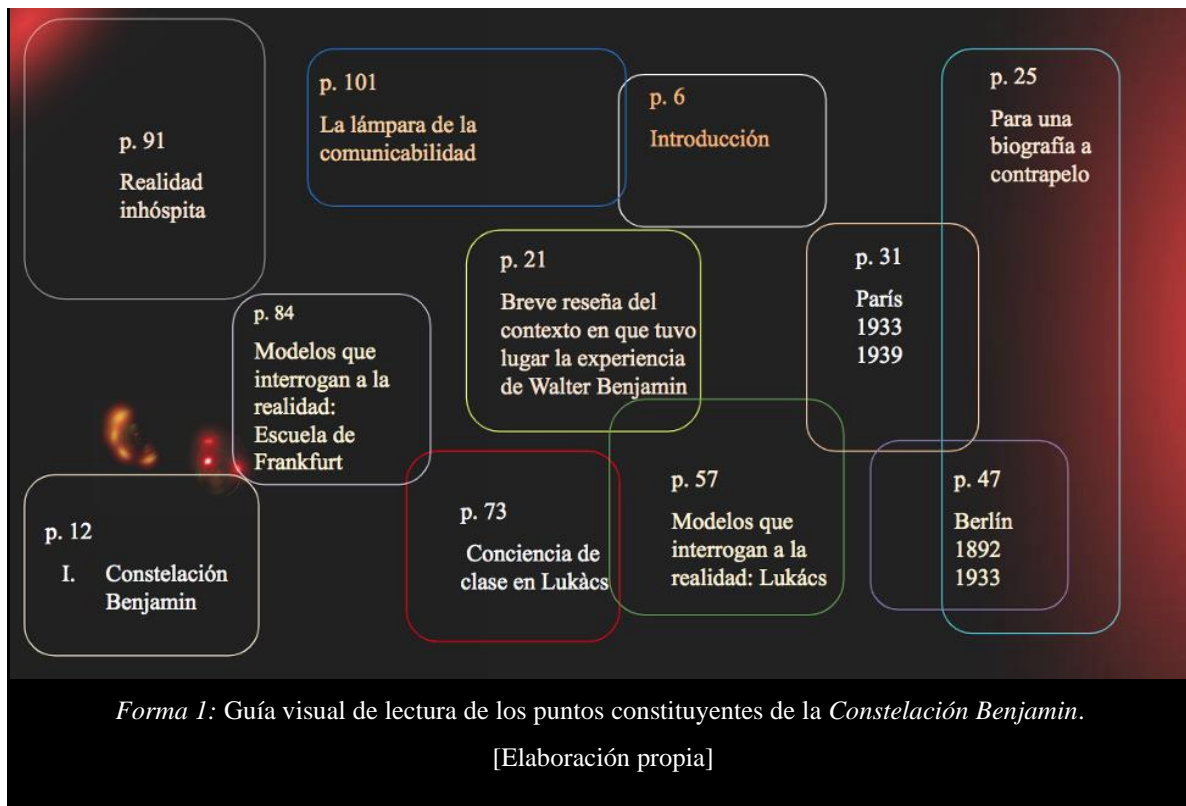 p. 91
Realidad
inhóspita
p. 101
La lámpara de la
comunicabilidad
p. 6
Introducción
p. 25
Para una
biografía a
contrapelo
p. 84
Modelos que
interrogan a la
realidad:
Escuela de
Frankfurt
p. 21
Breve reseña del
contexto en que tuvo
lugar la experiencia
de Walter Benjamin
p. 31
París
1933
1939
p. 12
I. Constelación
Benjamin
p. 73
Conciencia de
clase en Lukàcs
p. 57
Modelos que
interrogan a la
realidad: Lukács
p. 47
Berlín
1892
1933
Forma 1: Guía visual de lectura de los puntos constituyentes de la Constelación Benjamin.
[Elaboración propia]